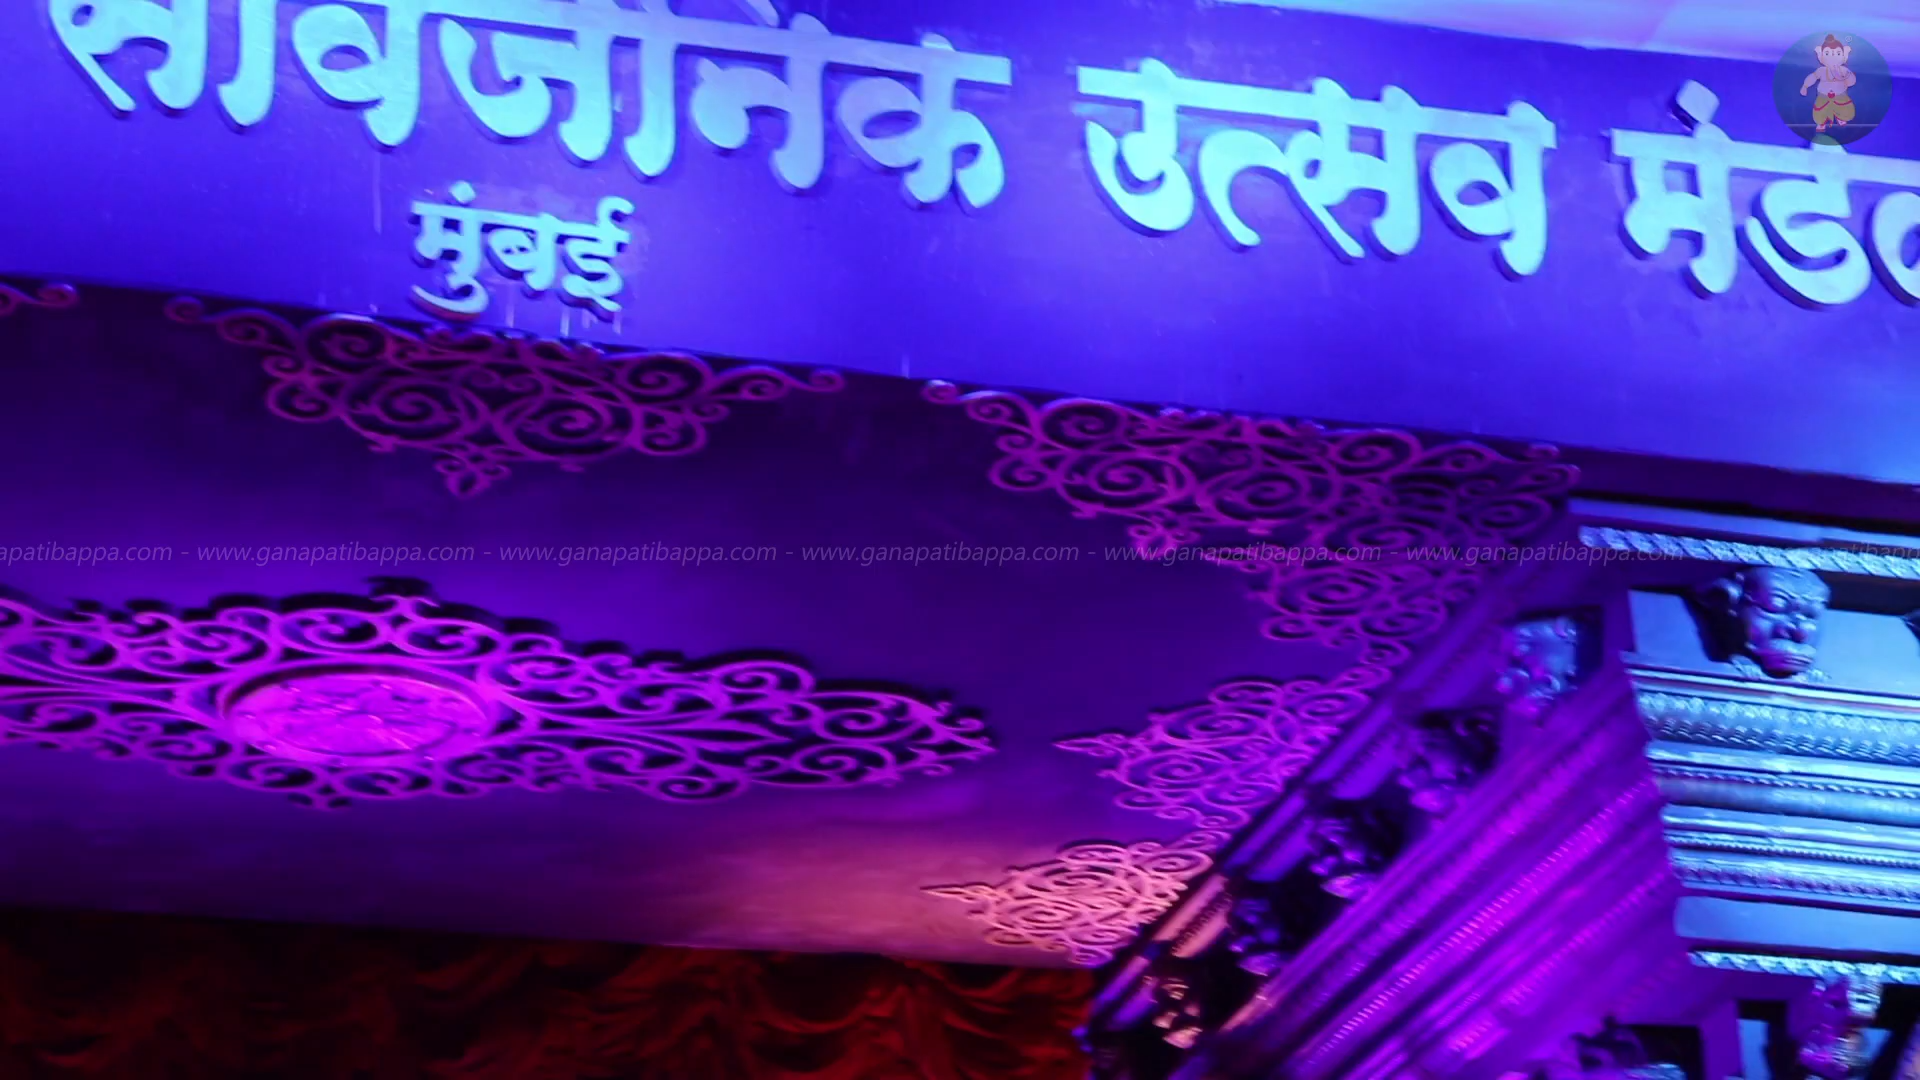 सार्वजनिक उत्सव मंडळ
मुंबई
www.ganapatibappa.com - www.ganapatibappa.com - www.ganapatibappa.com - www.ganapatibappa.com - www.ganapatibappa.com